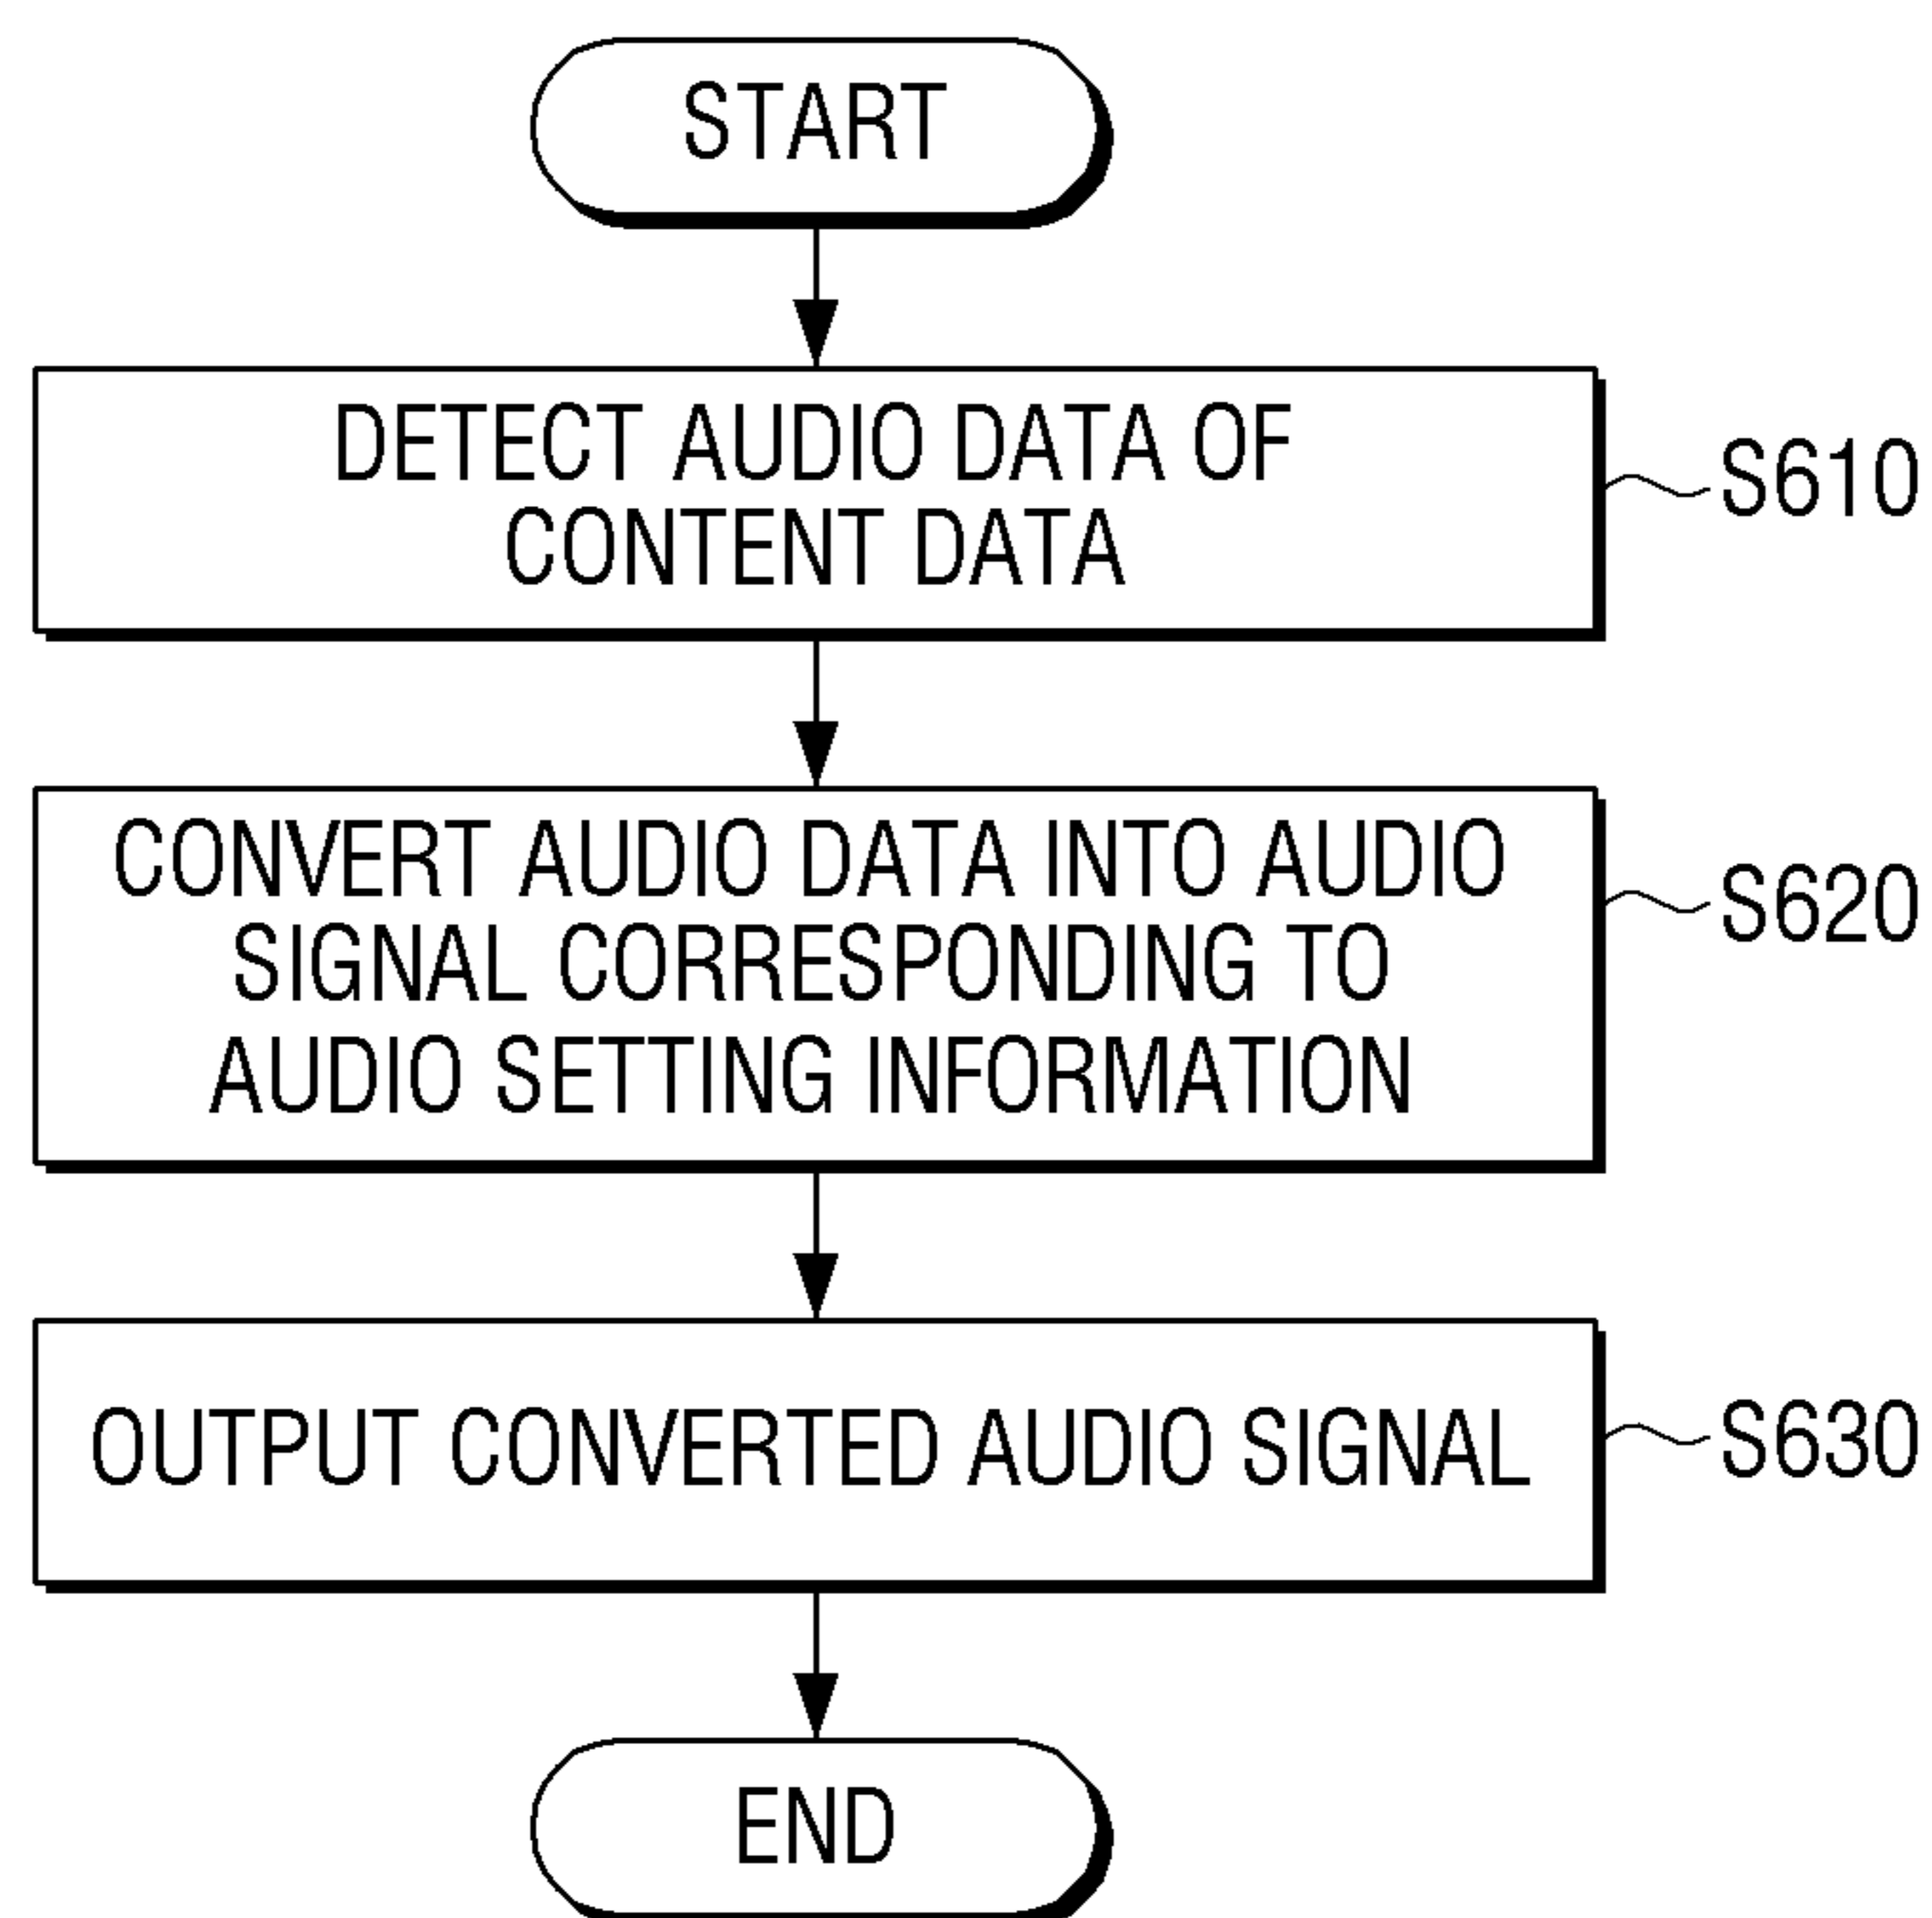 START
DETECT AUDIO DATA OF
CONTENT DATA
S610
CONVERT AUDIO DATA INTO AUDIO
SIGNAL CORRESPONDING TO
AUDIO SETTING INFORMATION
S620
OUTPUT CONVERTED AUDIO SIGNAL
S630
END